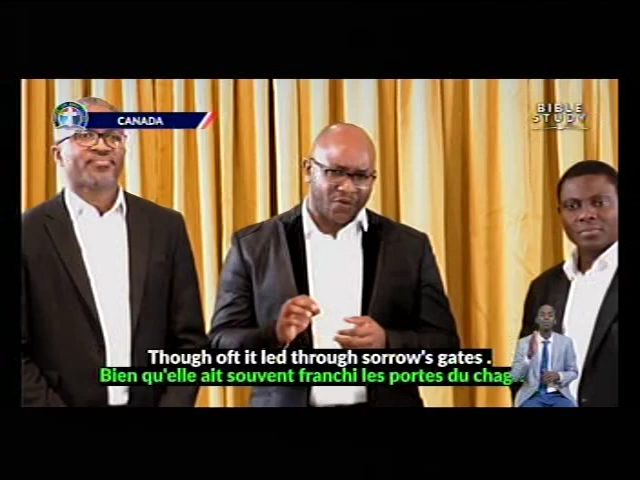 CANADA
BIBLE
STUDY
Though oft it led through sorrow's gates .
Bien qu'elle ait souvent franchi les portes du chag